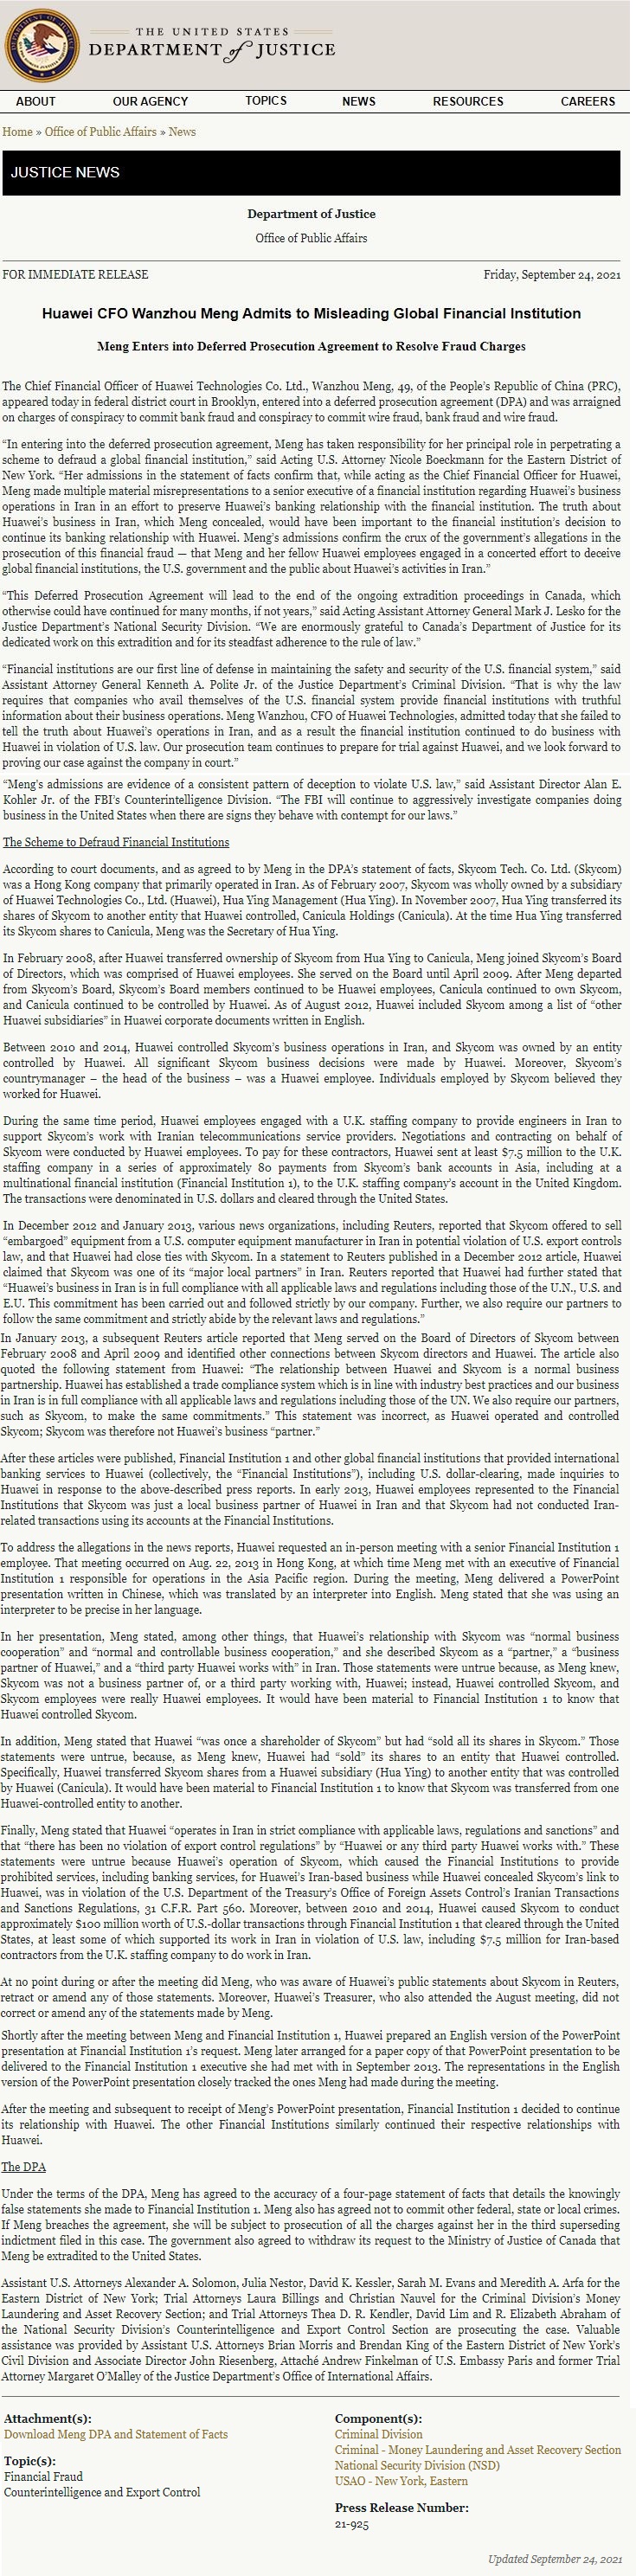 THE UNITED STATES
DEPARTMENT of JUSTICE
ABOUT OUR AGENCY TOPICS NEWS RESOURCES CAREERS
Home » Office of Public Affairs » News
JUSTICE NEWS
Department of Justice
Office of Public Affairs
FOR IMMEDIATE RELEASE Friday, September 24, 2021
Huawei CFO Wanzhou Meng Admits to Misleading Global Financial Institution
Meng Enters into Deferred Prosecution Agreement to Resolve Fraud Charges
The Chief Financial Officer of Huawei Technologies Co. Ltd., Wanzhou Meng, 49, of the People’s Republic of China (PRC),
appeared today in federal district court in Brooklyn, entered into a deferred prosecution agreement (DPA) and was arraigned
on charges of conspiracy to commit bank fraud and conspiracy to commit wire fraud, bank fraud and wire fraud.
“In entering into the deferred prosecution agreement, Meng has taken responsibility for her principal role in perpetrating a
scheme to defraud a global financial institution,” said Acting U.S. Attorney Nicole Boeckmann for the Eastern District of
New York. “Her admissions in the statement of facts confirm that, while acting as the Chief Financial Officer for Huawei,
Meng made multiple material misrepresentations to a senior executive of a financial institution regarding Huawei’s business
operations in Iran in an effort to preserve Huawei’s banking relationship with the financial institution. The truth about
Huawei’s business in Iran, which Meng concealed, would have been important to the financial institution’s decision to
continue its banking relationship with Huawei. Meng’s admissions confirm the crux of the government’s allegations in the
prosecution of this financial fraud — that Meng and her fellow Huawei employees engaged in a concerted effort to deceive
global financial institutions, the U.S. government and the public about Huawei’s activities in Iran.”
“This Deferred Prosecution Agreement will lead to the end of the ongoing extradition proceedings in Canada, which
otherwise could have continued for many months, if not years,” said Acting Assistant Attorney General Mark J. Lesko for the
Justice Department’s National Security Division. “We are enormously grateful to Canada’s Department of Justice for its
dedicated work on this extradition and for its steadfast adherence to the rule of law.”
“Financial institutions are our first line of defense in maintaining the safety and security of the U.S. financial system,” said
Assistant Attorney General Kenneth A. Polite Jr. of the Justice Department’s Criminal Division. “That is why the law
requires that companies who avail themselves of the U.S. financial system provide financial institutions with truthful
information about their business operations. Meng Wanzhou, CFO of Huawei Technologies, admitted today that she failed to
tell the truth about Huawei’s operations in Iran, and as a result the financial institution continued to do business with
Huawei in violation of U.S. law. Our prosecution team continues to prepare for trial against Huawei, and we look forward to
proving our case against the company in court.”
“Meng’s admissions are evidence of a consistent pattern of deception to violate U.S. law,” said Assistant Director Alan E.
Kohler Jr. of the FBI’s Counterintelligence Division. “The FBI will continue to aggressively investigate companies doing
business in the United States when there are signs they behave with contempt for our laws.”
The Scheme to Defraud Financial Institutions
According to court documents, and as agreed to by Meng in the DPA’s statement of facts, Skycom Tech. Co. Ltd. (Skycom)
was a Hong Kong company that primarily operated in Iran. As of February 2007, Skycom was wholly owned by a subsidiary
of Huawei Technologies Co., Ltd. (Huawei), Hua Ying Management (Hua Ying). In November 2007, Hua Ying transferred its
shares of Skycom to another entity that Huawei controlled, Canicula Holdings (Canicula). At the time Hua Ying transferred
its Skycom shares to Canicula, Meng was the Secretary of Hua Ying.
In February 2008, after Huawei transferred ownership of Skycom from Hua Ying to Canicula, Meng joined Skycom’s Board
of Directors, which was comprised of Huawei employees. She served on the Board until April 2009. After Meng departed
from Skycom’s Board, Skycom’s Board members continued to be Huawei employees, Canicula continued to own Skycom,
and Canicula continued to be controlled by Huawei. As of August 2012, Huawei included Skycom among a list of “other
Huawei subsidiaries” in Huawei corporate documents written in English.
Between 2010 and 2014, Huawei controlled Skycom’s business operations in Iran, and Skycom was owned by an entity
controlled by Huawei. All significant Skycom business decisions were made by Huawei. Moreover, Skycom’s
countrymanager – the head of the business – was a Huawei employee. Individuals employed by Skycom believed they
worked for Huawei.
During the same time period, Huawei employees engaged with a U.K. staffing company to provide engineers in Iran to
support Skycom’s work with Iranian telecommunications service providers. Negotiations and contracting on behalf of
Skycom were conducted by Huawei employees. To pay for these contractors, Huawei sent at least $7.5 million to the U.K.
staffing company in a series of approximately 80 payments from Skycom’s bank accounts in Asia, including at a
multinational financial institution (Financial Institution 1), to the U.K. staffing company’s account in the United Kingdom.
The transactions were denominated in U.S. dollars and cleared through the United States.
In December 2012 and January 2013, various news organizations, including Reuters, reported that Skycom offered to sell
“embargoed” equipment from a U.S. computer equipment manufacturer in Iran in potential violation of U.S. export controls
law, and that Huawei had close ties with Skycom. In a statement to Reuters published in a December 2012 article, Huawei
claimed that Skycom was one of its “major local partners” in Iran. Reuters reported that Huawei had further stated that
“Huawei’s business in Iran is in full compliance with all applicable laws and regulations including those of the U.N., U.S. and
E.U. This commitment has been carried out and followed strictly by our company. Further, we also require our partners to
follow the same commitment and strictly abide by the relevant laws and regulations.”
In January 2013, a subsequent Reuters article reported that Meng served on the Board of Directors of Skycom between
February 2008 and April 2009 and identified other connections between Skycom directors and Huawei. The article also
quoted the following statement from Huawei: “The relationship between Huawei and Skycom is a normal business
partnership. Huawei has established a trade compliance system which is in line with industry best practices and our business
in Iran is in full compliance with all applicable laws and regulations including those of the UN. We also require our partners,
such as Skycom, to make the same commitments.” This statement was incorrect, as Huawei operated and controlled
Skycom; Skycom was therefore not Huawei’s business “partner.”
After these articles were published, Financial Institution 1 and other global financial institutions that provided international
banking services to Huawei (collectively, the “Financial Institutions”), including U.S. dollar-clearing, made inquiries to
Huawei in response to the above-described press reports. In early 2013, Huawei employees represented to the Financial
Institutions that Skycom was just a local business partner of Huawei in Iran and that Skycom had not conducted Iran-
related transactions using its accounts at the Financial Institutions.
To address the allegations in the news reports, Huawei requested an in-person meeting with a senior Financial Institution 1
employee. That meeting occurred on Aug. 22, 2013 in Hong Kong, at which time Meng met with an executive of Financial
Institution 1 responsible for operations in the Asia Pacific region. During the meeting, Meng delivered a PowerPoint
presentation written in Chinese, which was translated by an interpreter into English. Meng stated that she was using an
interpreter to be precise in her language.
In her presentation, Meng stated, among other things, that Huawei’s relationship with Skycom was “normal business
cooperation” and “normal and controllable business cooperation,” and she described Skycom as a “partner,” a “business
partner of Huawei,” and a “third party Huawei works with” in Iran. Those statements were untrue because, as Meng knew,
Skycom was not a business partner of, or a third party working with, Huawei; instead, Huawei controlled Skycom, and
Skycom employees were really Huawei employees. It would have been material to Financial Institution 1 to know that
Huawei controlled Skycom.
In addition, Meng stated that Huawei “was once a shareholder of Skycom” but had “sold all its shares in Skycom.” Those
statements were untrue, because, as Meng knew, Huawei had “sold” its shares to an entity that Huawei controlled.
Specifically, Huawei transferred Skycom shares from a Huawei subsidiary (Hua Ying) to another entity that was controlled
by Huawei (Canicula). It would have been material to Financial Institution 1 to know that Skycom was transferred from one
Huawei-controlled entity to another.
Finally, Meng stated that Huawei “operates in Iran in strict compliance with applicable laws, regulations and sanctions” and
that “there has been no violation of export control regulations” by “Huawei or any third party Huawei works with.” These
statements were untrue because Huawei’s operation of Skycom, which caused the Financial Institutions to provide
prohibited services, including banking services, for Huawei’s Iran-based business while Huawei concealed Skycom’s link to
Huawei, was in violation of the U.S. Department of the Treasury’s Office of Foreign Assets Control’s Iranian Transactions
and Sanctions Regulations, 31 C.F.R. Part 560. Moreover, between 2010 and 2014, Huawei caused Skycom to conduct
approximately $100 million worth of U.S.-dollar transactions through Financial Institution 1 that cleared through the United
States, at least some of which supported its work in Iran in violation of U.S. law, including $7.5 million for Iran-based
contractors from the U.K. staffing company to do work in Iran.
At no point during or after the meeting did Meng, who was aware of Huawei’s public statements about Skycom in Reuters,
retract or amend any of those statements. Moreover, Huawei’s Treasurer, who also attended the August meeting, did not
correct or amend any of the statements made by Meng.
Shortly after the meeting between Meng and Financial Institution 1, Huawei prepared an English version of the PowerPoint
presentation at Financial Institution 1’s request. Meng later arranged for a paper copy of that PowerPoint presentation to be
delivered to the Financial Institution 1 executive she had met with in September 2013. The representations in the English
version of the PowerPoint presentation closely tracked the ones Meng had made during the meeting.
After the meeting and subsequent to receipt of Meng’s PowerPoint presentation, Financial Institution 1 decided to continue
its relationship with Huawei. The other Financial Institutions similarly continued their respective relationships with
Huawei.
The DPA
Under the terms of the DPA, Meng has agreed to the accuracy of a four-page statement of facts that details the knowingly
false statements she made to Financial Institution 1. Meng also has agreed not to commit other federal, state or local crimes.
If Meng breaches the agreement, she will be subject to prosecution of all the charges against her in the third superseding
indictment filed in this case. The government also agreed to withdraw its request to the Ministry of Justice of Canada that
Meng be extradited to the United States.
Assistant U.S. Attorneys Alexander A. Solomon, Julia Nestor, David K. Kessler, Sarah M. Evans and Meredith A. Arfa for the
Eastern District of New York; Trial Attorneys Laura Billings and Christian Nauvel for the Criminal Division’s Money
Laundering and Asset Recovery Section; and Trial Attorneys Thea D. R. Kendler, David Lim and R. Elizabeth Abraham of
the National Security Division’s Counterintelligence and Export Control Section are prosecuting the case. Valuable
assistance was provided by Assistant U.S. Attorneys Brian Morris and Brendan King of the Eastern District of New York’s
Civil Division and Associate Director John Riesenberg, Attaché Andrew Finkelman of U.S. Embassy Paris and former Trial
Attorney Margaret O’Malley of the Justice Department’s Office of International Affairs.
Attachment(s):
Download Meng DPA and Statement of Facts
Topic(s):
Financial Fraud
Counterintelligence and Export Control
Component(s):
Criminal Division
Criminal - Money Laundering and Asset Recovery Section
National Security Division (NSD)
USAO - New York, Eastern
Press Release Number:
21-925
Updated September 24, 2021